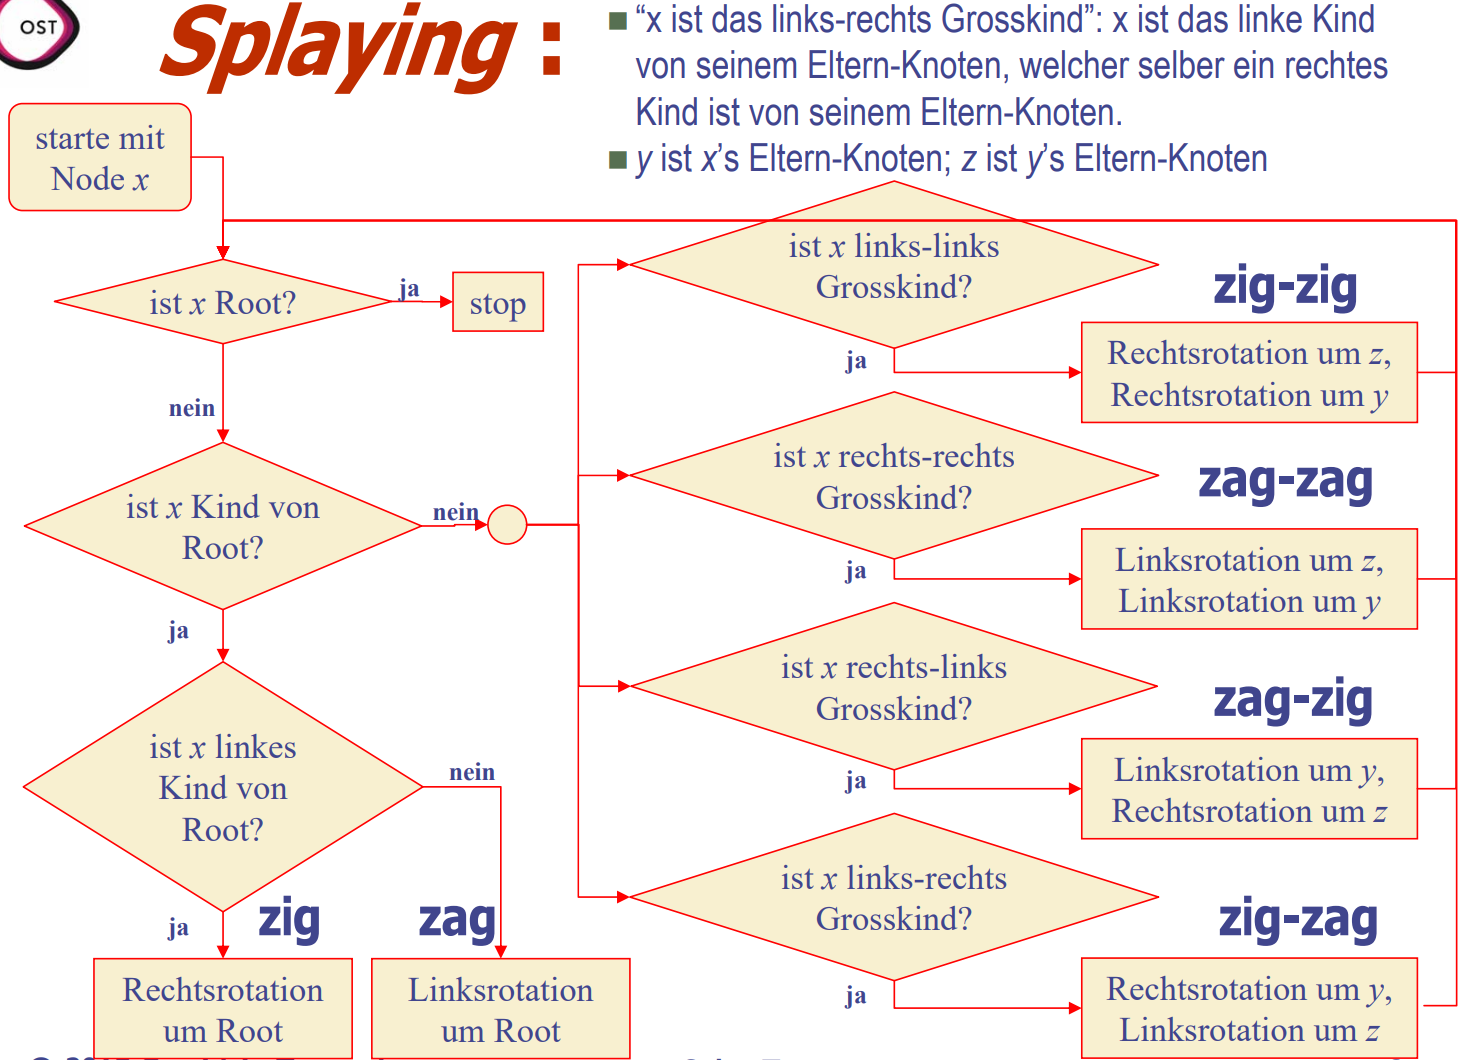 OST
Splaying :
“x ist das links-rechts Grosskind”: x ist das linke Kind
von seinem Eltern-Knoten, welcher selber ein rechtes
Kind ist von seinem Eltern-Knoten.
y ist x’s Eltern-Knoten; z ist y’s Eltern-Knoten
starte mit
Node x
ist x Root?
ja
stop
nein
ist x Kind von
Root?
nein
ja
ist x linkes
Kind von
Root?
nein
ja
zig
zag
Rechtsrotation
um Root
Linksrotation
um Root
ist x links-links
Grosskind?
zig-zig
ja
Rechtsrotation um z,
Rechtsrotation um y
ist x rechts-rechts
Grosskind?
zag-zag
ja
Linksrotation um z,
Linksrotation um y
ist x rechts-links
Grosskind?
zag-zig
ja
Linksrotation um y,
Rechtsrotation um z
ist x links-rechts
Grosskind?
zig-zag
ja
Rechtsrotation um y,
Linksrotation um z